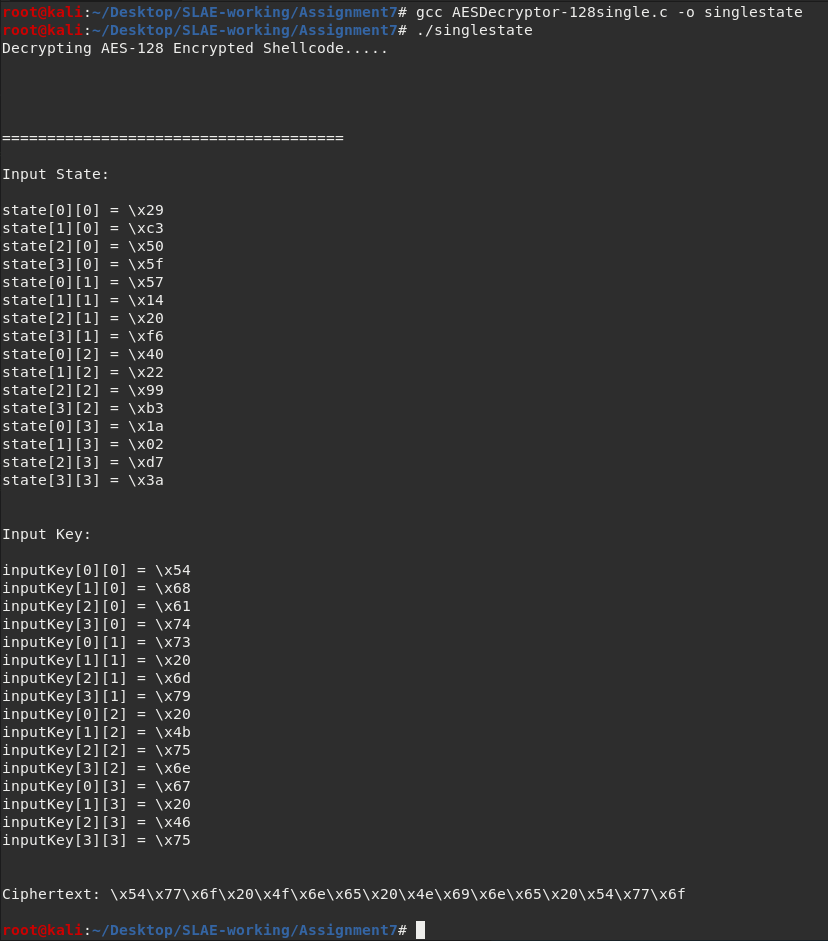 root@kali:~/Desktop/SLAE-working/Assignment7# gcc AESDecryptor-128single.c -o singlestate
root@kali:~/Desktop/SLAE-working/Assignment7# ./singlestate
Decrypting AES-128 Encrypted Shellcode.....
======================================
Input State:
state[0][0] = \x29
state[1][0] = \xc3
state[2][0] = \x50
state[3][0] = \x5f
state[0][1] = \x57
state[1][1] = \x14
state[2][1] = \x20
state[3][1] = \xf6
state[0][2] = \x40
state[1][2] = \x22
state[2][2] = \x99
state[3][2] = \xb3
state[0][3] = \x1a
state[1][3] = \x02
state[2][3] = \xd7
state[3][3] = \x3a
Input Key:
inputKey[0][0] = \x54
inputKey[1][0] = \x68
inputKey[2][0] = \x61
inputKey[3][0] = \x74
inputKey[0][1] = \x73
inputKey[1][1] = \x20
inputKey[2][1] = \x6d
inputKey[3][1] = \x79
inputKey[0][2] = \x20
inputKey[1][2] = \x4b
inputKey[2][2] = \x75
inputKey[3][2] = \x6e
inputKey[0][3] = \x67
inputKey[1][3] = \x20
inputKey[2][3] = \x46
inputKey[3][3] = \x75
Ciphertext: \x54\x77\x6f\x20\x4f\x6e\x65\x20\x4e\x69\x6e\x65\x20\x54\x77\x6f
root@kali:~/Desktop/SLAE-working/Assignment7#